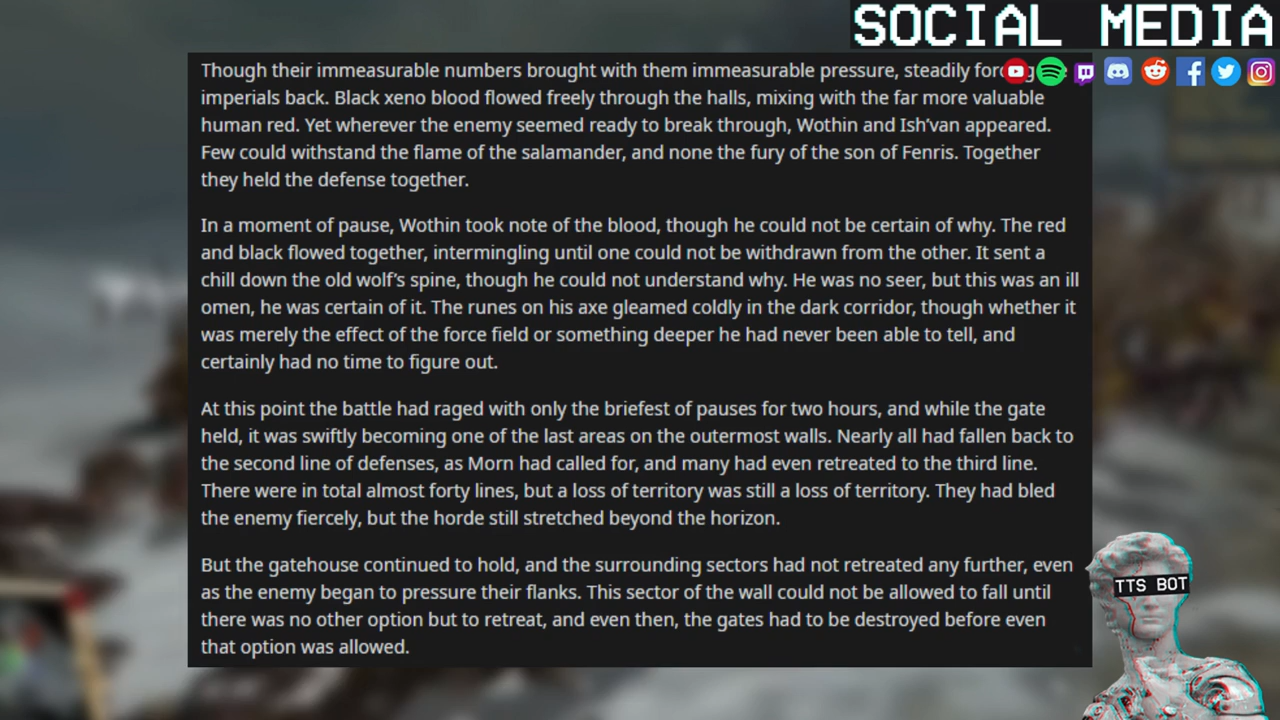 SOCIAL MEDIA
Though their immeasurable numbers brought with them immeasurable pressure, steadily
imperials back. Black xeno blood flowed freely through the halls, mixing with the far more valuable
human red. Yet wherever the enemy seemed ready to break through, Wothin and Ish’van appeared.
Few could withstand the flame of the salamander, and none the fury of the son of Fenris. Together
they held the defense together.
In a moment of pause, Wothin took note of the blood, though he could not be certain of why. The red
and black flowed together, intermingling until one could not be withdrawn from the other. It sent a
chill down the old wolf’s spine, though he could not understand why. He was no seer, but this was an ill
omen, he was certain of it. The runes on his axe gleamed coldly in the dark corridor, though whether it
was merely the effect of the force field or something deeper he had never been able to tell, and
certainly had no time to figure out.
At this point the battle had raged with only the briefest of pauses for two hours, and while the gate
held, it was swiftly becoming one of the last areas on the outermost walls. Nearly all had fallen back to
the second line of defenses, as Morn had called for, and many had even retreated to the third line.
There were in total almost forty lines, but a loss of territory was still a loss of territory. They had bled
the enemy fiercely, but the horde still stretched beyond the horizon.
But the gatehouse continued to hold, and the surrounding sectors had not retreated any further, even
as the enemy began to pressure their flanks. This sector of the wall could not be allowed to fall until
there was no other option but to retreat, and even then, the gates had to be destroyed before even
that option was allowed.
TTS BOT